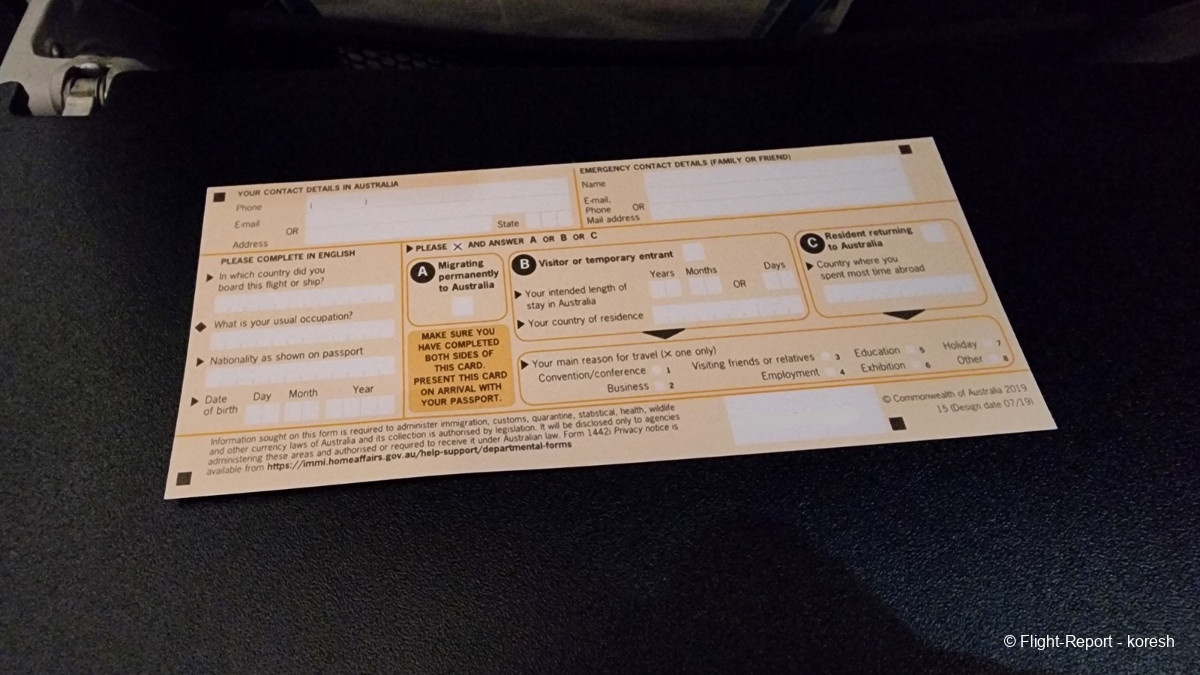 YOUR CONTACT DETAILS IN AUSTRALIA
Phone
E-mail
OR
Address
State
EMERGENCY CONTACT DETAILS (FAMILY OR FRIEND)
Name
E-mail,
Phone OR
Mail address
PLEASE COMPLETE IN ENGLISH
In which country did you
board this flight or ship?
What is your usual occupation?
Nationality as shown on passport
Date
of birth
Day Month Year
PLEASE X AND ANSWER A OR B OR C
A Migrating
permanently
to Australia
MAKE SURE YOU
HAVE COMPLETED
BOTH SIDES OF
THIS CARD.
PRESENT THIS CARD
ON ARRIVAL WITH
YOUR PASSPORT.
B Visitor or temporary entrant
Years Months Days
Your intended length of
stay in Australia
OR
Your country of residence
C Resident returning
to Australia
Country where you
spent most time abroad
Your main reason for travel (X one only)
Convention/conference 1
Business 2
Visiting friends or relatives 3
Employment 4
Education 5
Exhibition 6
Holiday 7
Other 8
Information sought on this form is required to administer immigration, customs, quarantine, statistical, health, wildlife
and other currency laws of Australia and its collection is authorised by legislation. It will be disclosed only to agencies
administering these areas and authorised or required to receive it under Australian law. Form 1442i Privacy notice is
available from https://immi.homeaffairs.gov.au/help-support/departmental-forms
© Commonwealth of Australia 2019
15 (Design date 07/19)
© Flight-Report - koresh